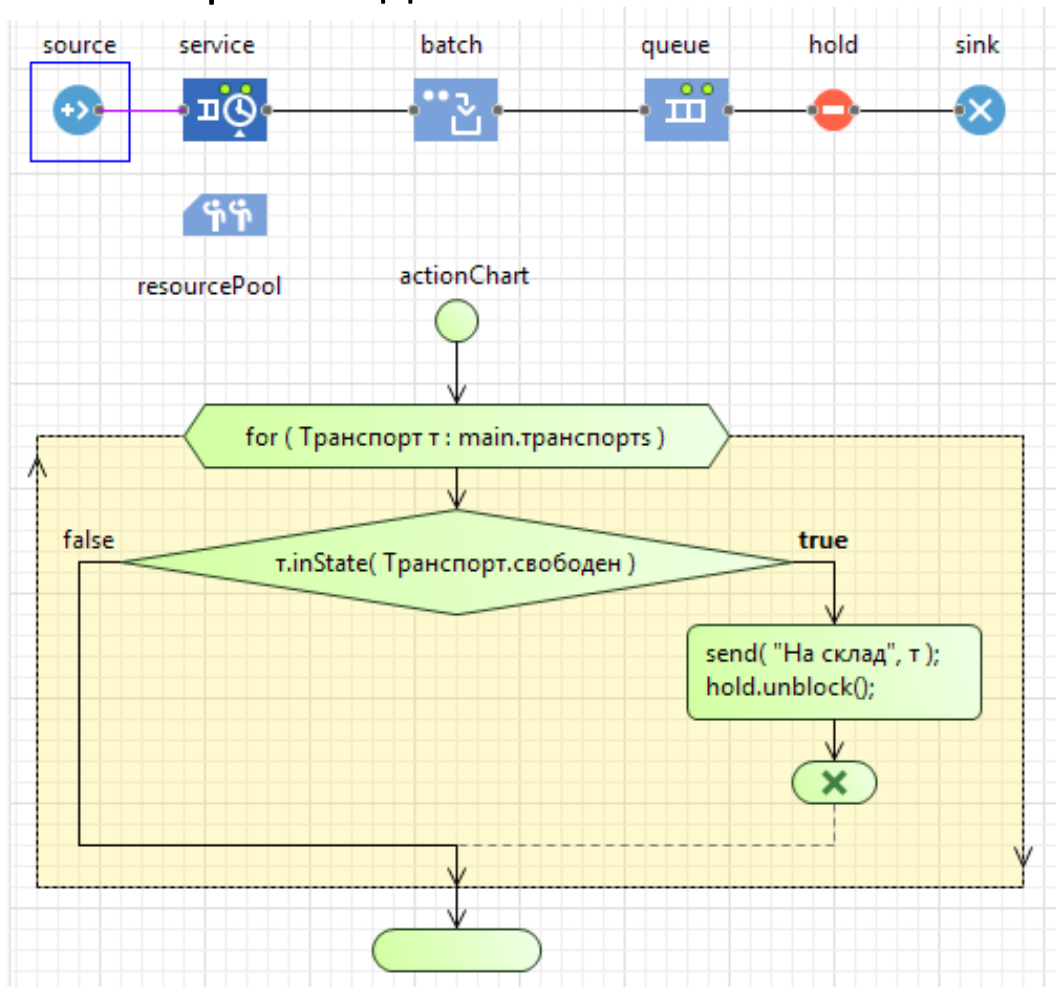 source
service
batch
queue
hold
sink
resourcePool
actionChart
for ( Транспорт т : main.транспортs )
false
true
т.inState( Транспорт.свободен )
send( "На склад", т );
hold.unblock();